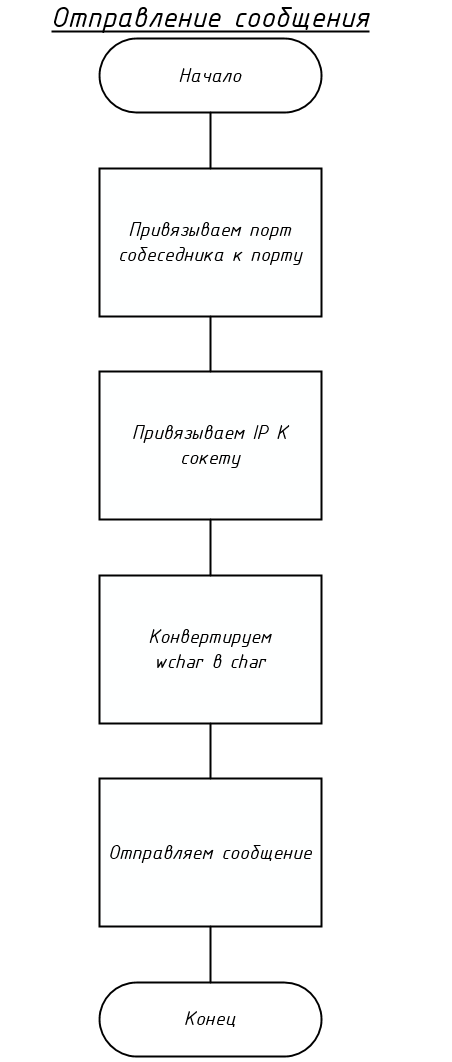 Отправление сообщения
Начало
Привязываем порт
собеседника к порту
Привязываем IP К
сокету
Конвертируем
wchar в char
Отправляем сообщение
Конец